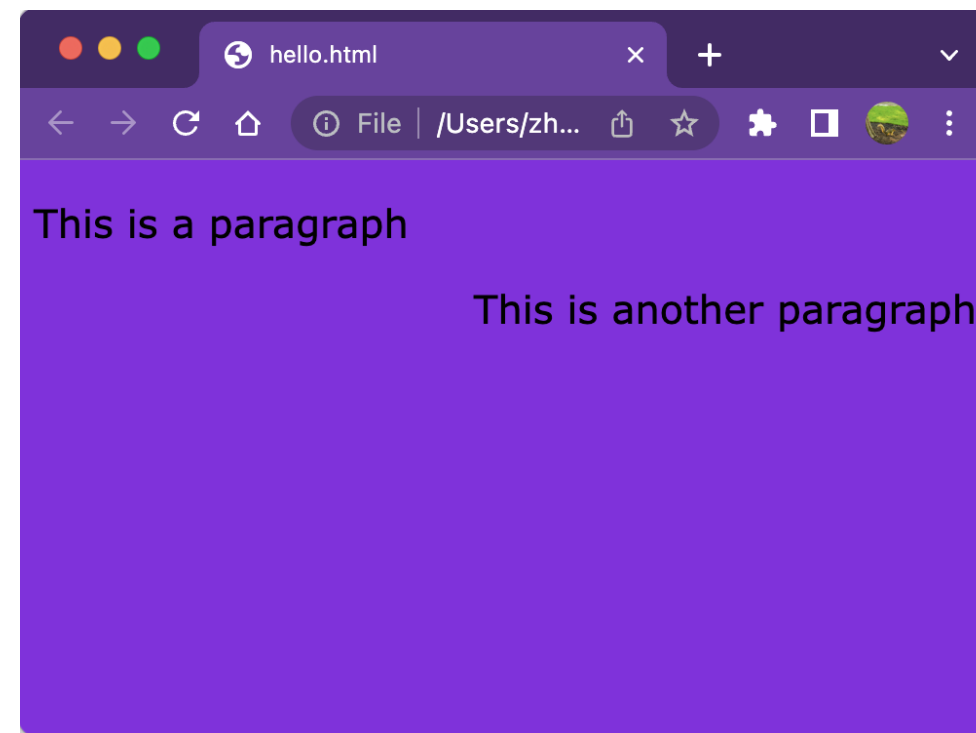 hello.html
File /Users/zh...
This is a paragraph
This is another paragraph